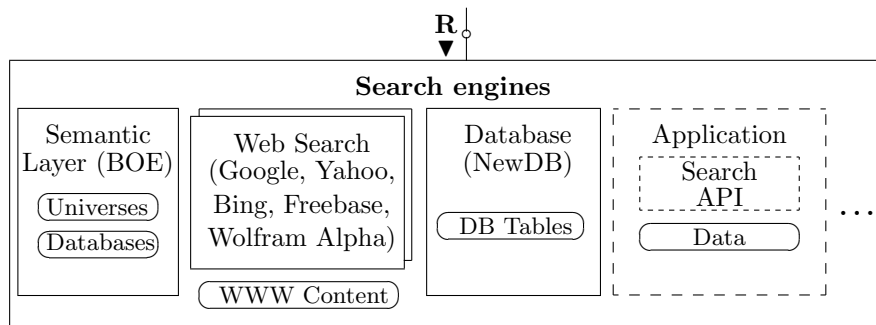 R
Search engines
Semantic
Layer (BOE)
Universes
Databases
Web Search
(Google, Yahoo,
Bing, Freebase,
Wolfram Alpha)
WWW Content
Database
(NewDB)
DB Tables
Application
Search
API
Data
...